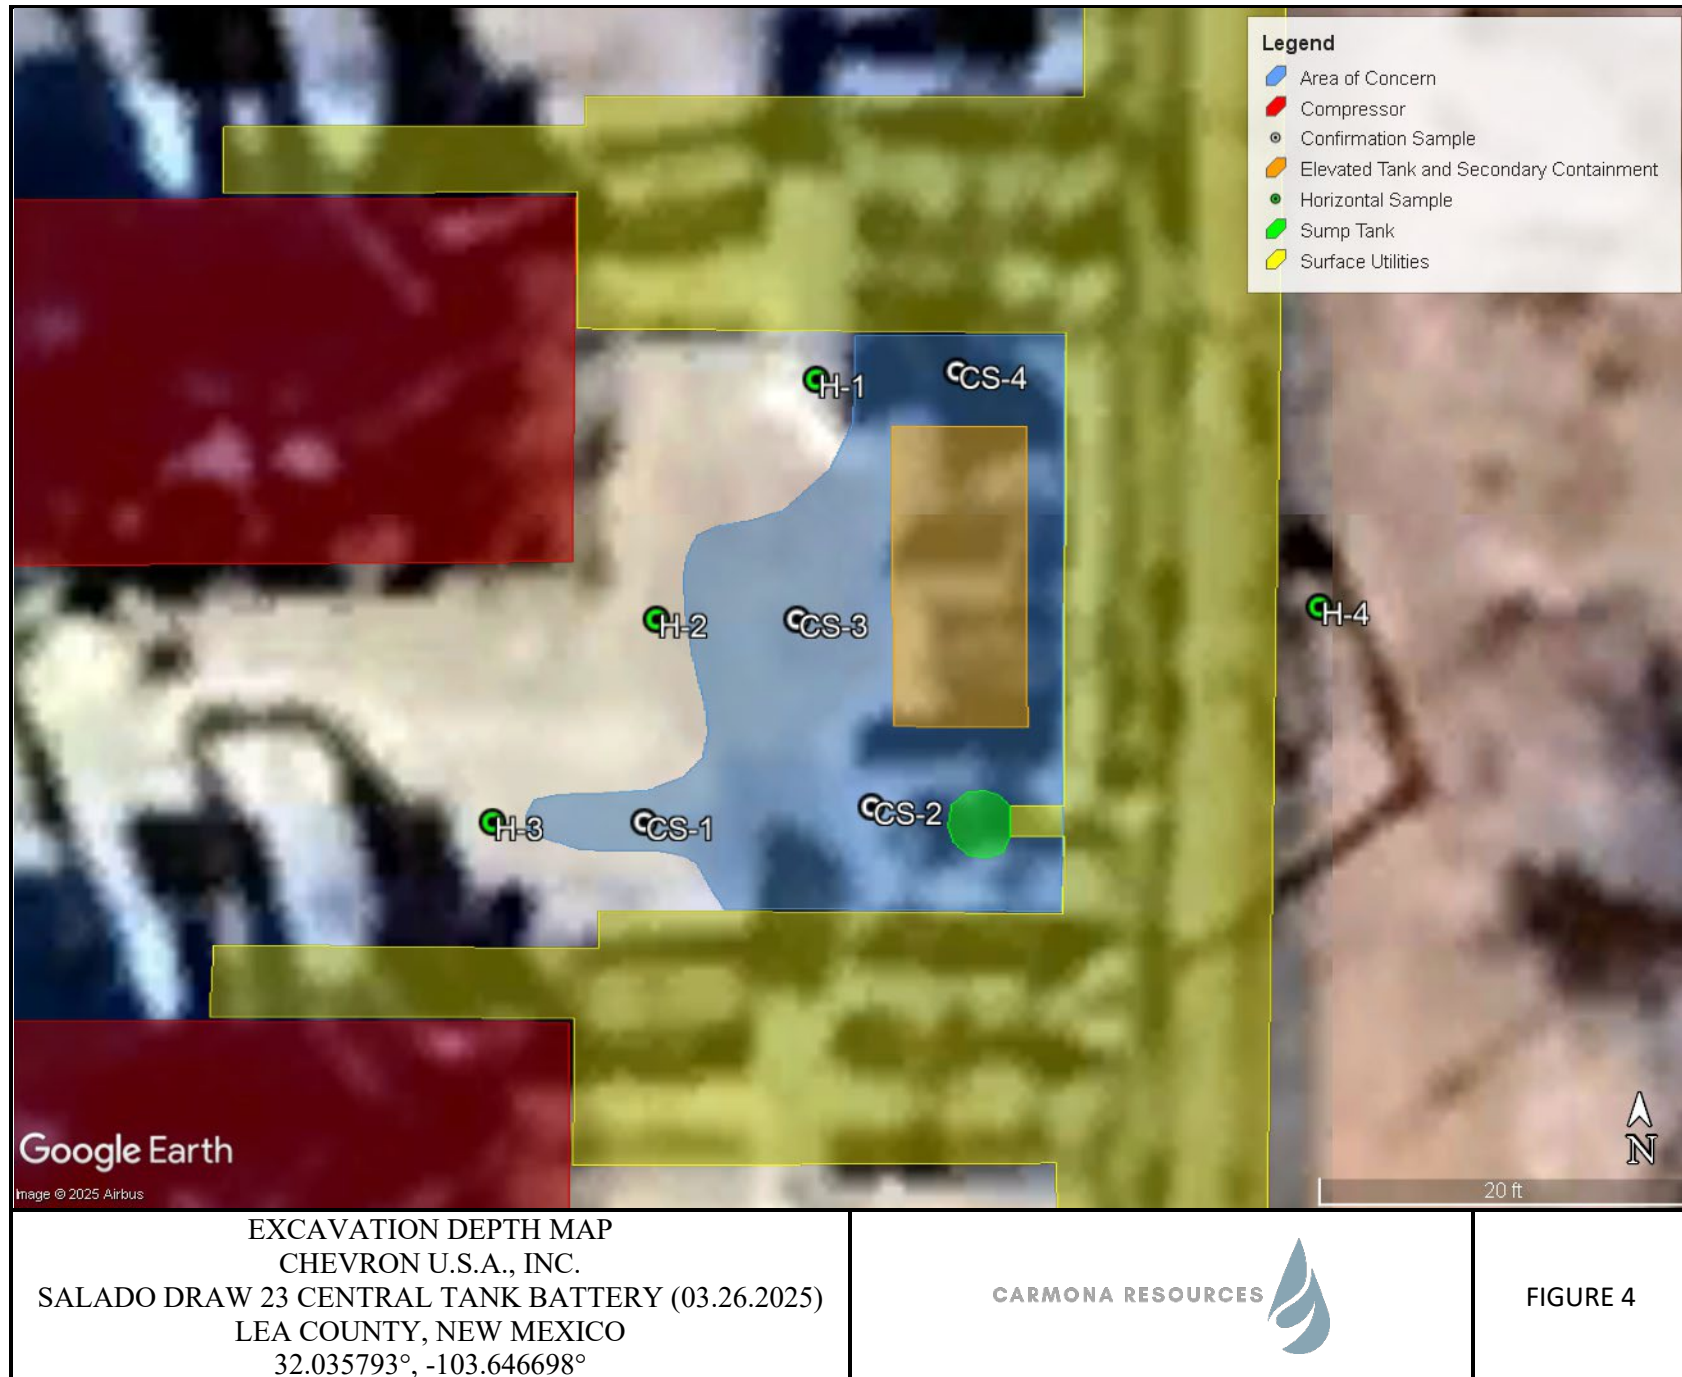 Legend
Area of Concern
Compressor
Confirmation Sample
Elevated Tank and Secondary Containment
Horizontal Sample
Sump Tank
Surface Utilities
H-1
CS-4
H-2
CS-3
H-4
H-3
CS-1
CS-2
Google Earth
Image © 2025 Airbus
N
20 ft
EXCAVATION DEPTH MAP
CHEVRON U.S.A., INC.
SALADO DRAW 23 CENTRAL TANK BATTERY (03.26.2025)
LEA COUNTY, NEW MEXICO
32.035793°, -103.646698°
CARMONA RESOURCES
FIGURE 4